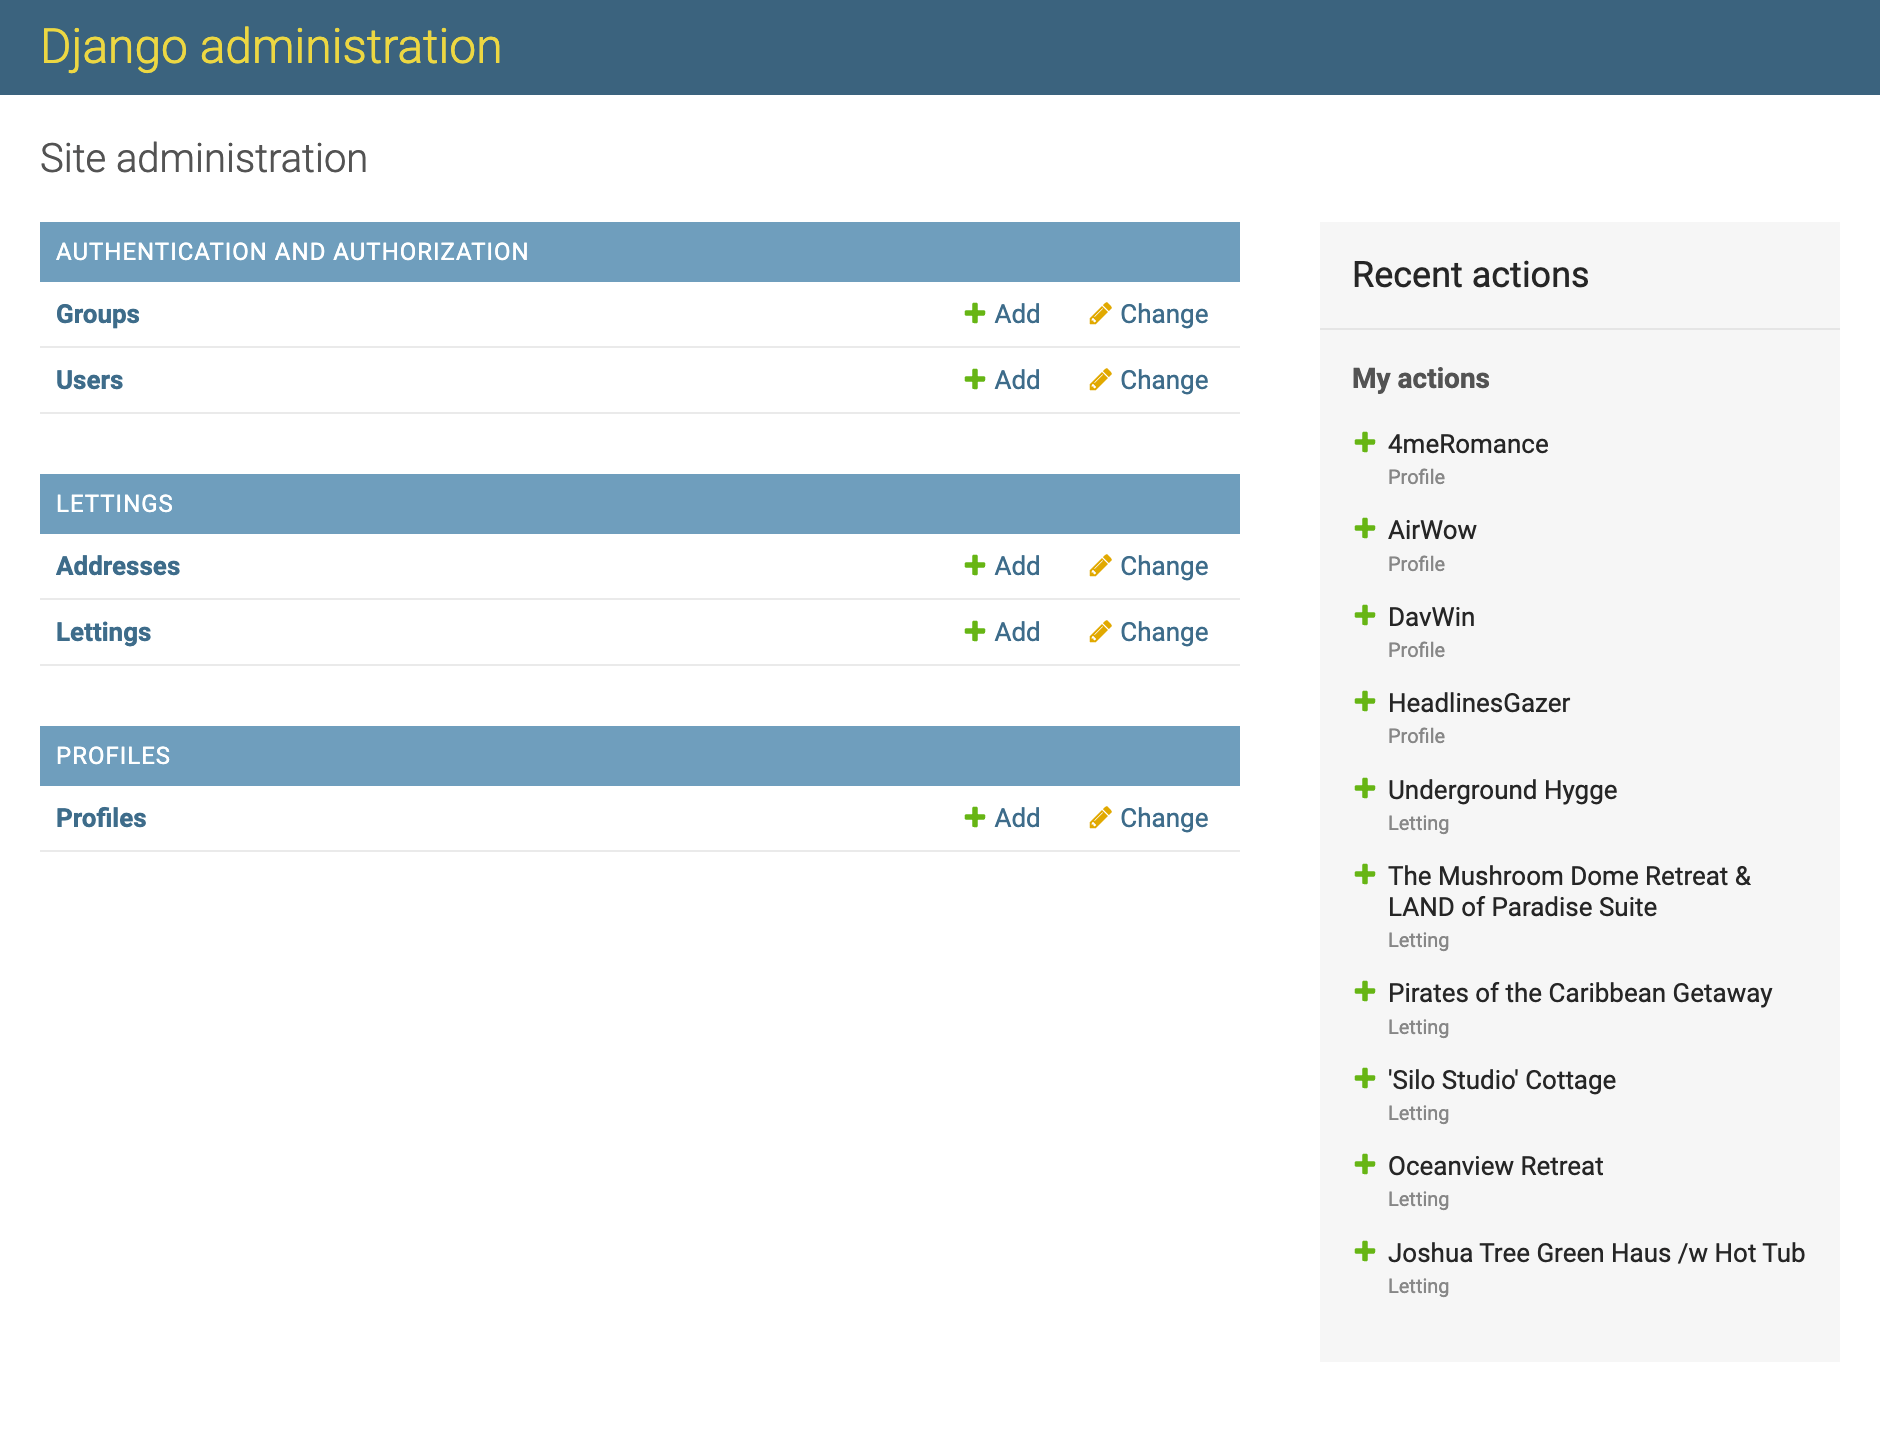 Django administration
Site administration
AUTHENTICATION AND AUTHORIZATION
Groups Add Change
Users Add Change
LETTINGS
Addresses Add Change
Lettings Add Change
PROFILES
Profiles Add Change
Recent actions
My actions
4meRomance
Profile
AirWow
Profile
DavWin
Profile
HeadlinesGazer
Profile
Underground Hygge
Letting
The Mushroom Dome Retreat &
LAND of Paradise Suite
Letting
Pirates of the Caribbean Getaway
Letting
'Silo Studio' Cottage
Letting
Oceanview Retreat
Letting
Joshua Tree Green Haus /w Hot Tub
Letting